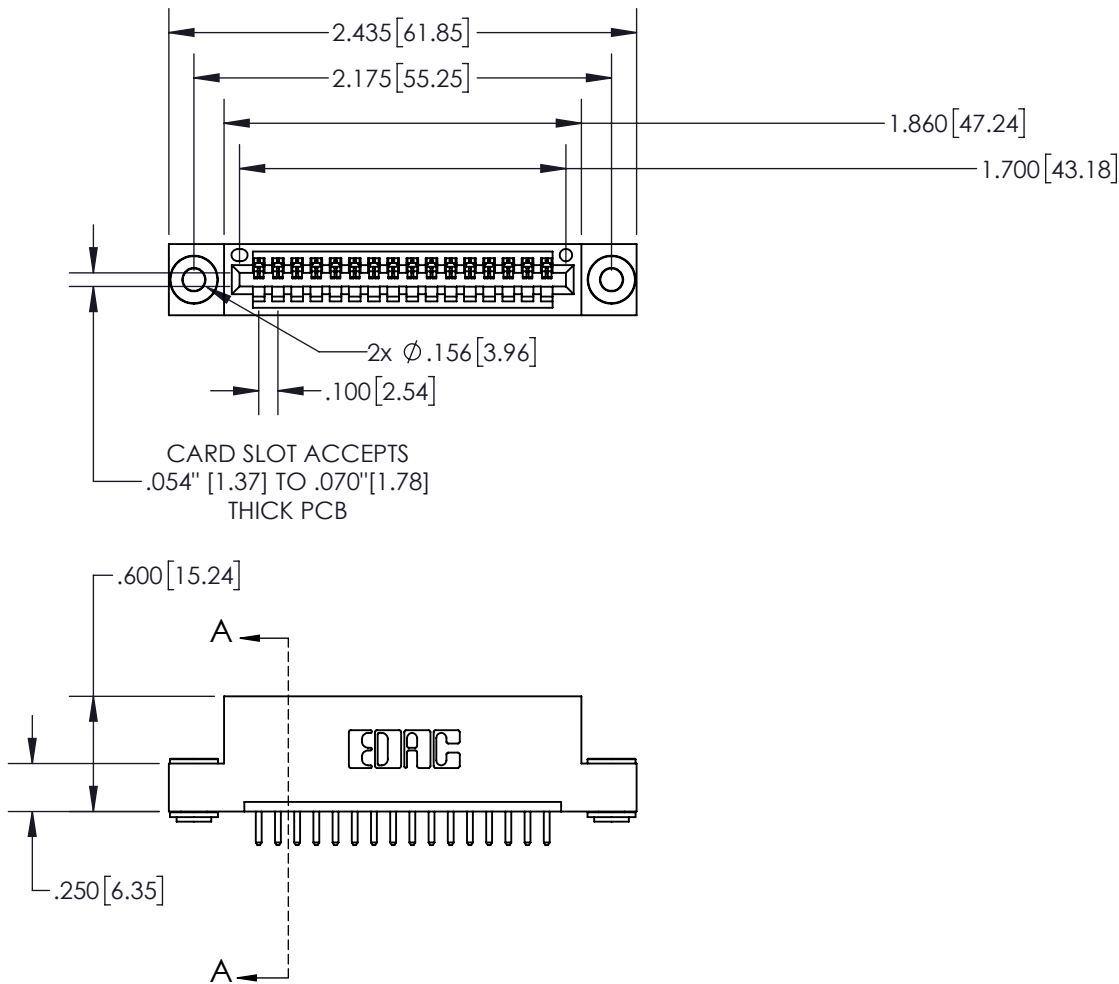 2.435[61.85]
2.175[55.25]
1.860[47.24]
1.700[43.18]
2x ∅.156[3.96]
.100[2.54]
CARD SLOT ACCEPTS
.054" [1.37] TO .070"[1.78]
THICK PCB
.600[15.24]
A
EDAC
.250[6.35]
A